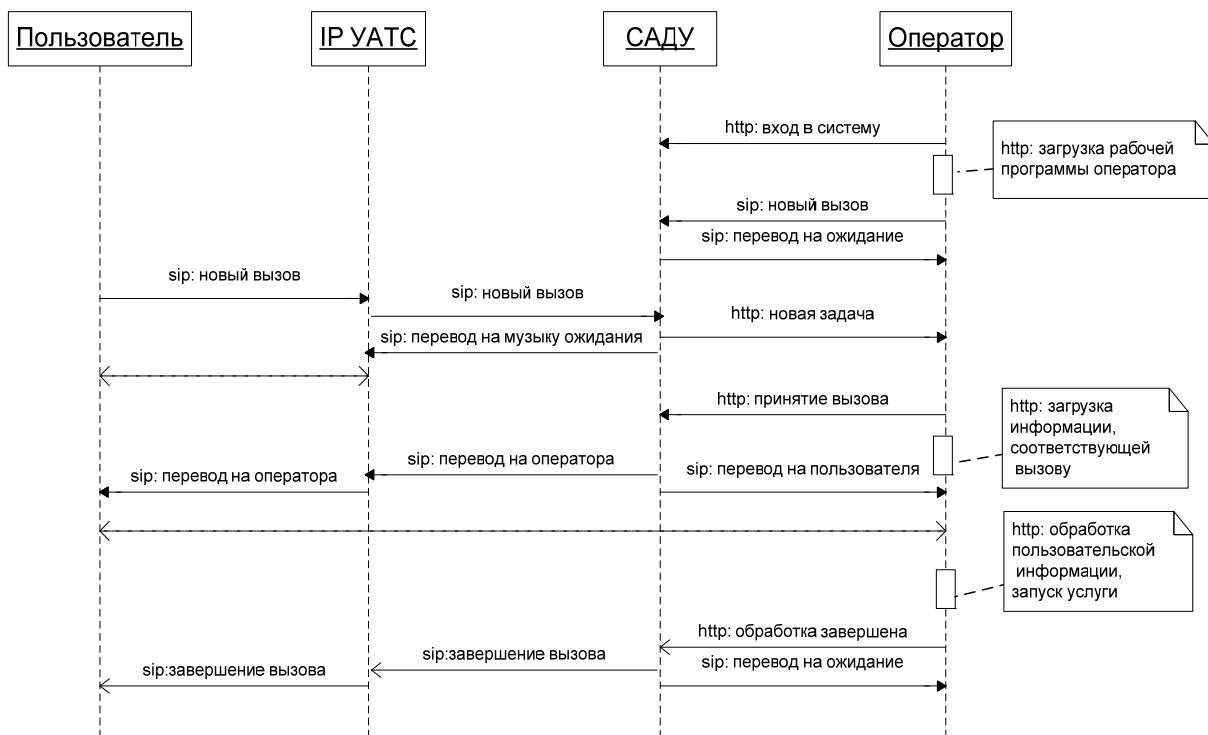 Пользователь
IP УАТС
САДУ
Оператор
http: вход в систему
http: загрузка рабочей
программы оператора
sip: новый вызов
sip: перевод на ожидание
sip: новый вызов
sip: новый вызов
http: новая задача
sip: перевод на музыку ожидания
http: принятие вызова
http: загрузка
информации,
соответствующей
вызову
sip: перевод на оператора
sip: перевод на пользователя
sip: перевод на оператора
http: обработка
пользовательской
информации,
запуск услуги
http: обработка завершена
sip:завершение вызова
sip: перевод на ожидание
sip:завершение вызова